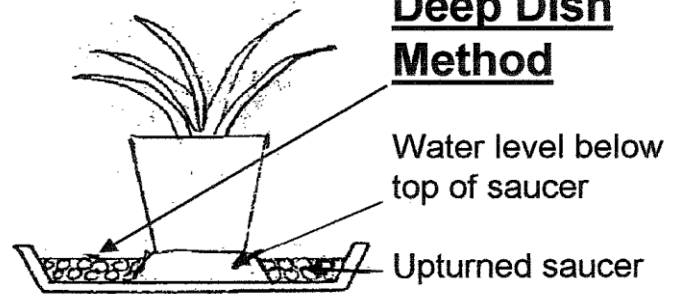 Deep Dish
Method
Water level below
top of saucer
Upturned saucer